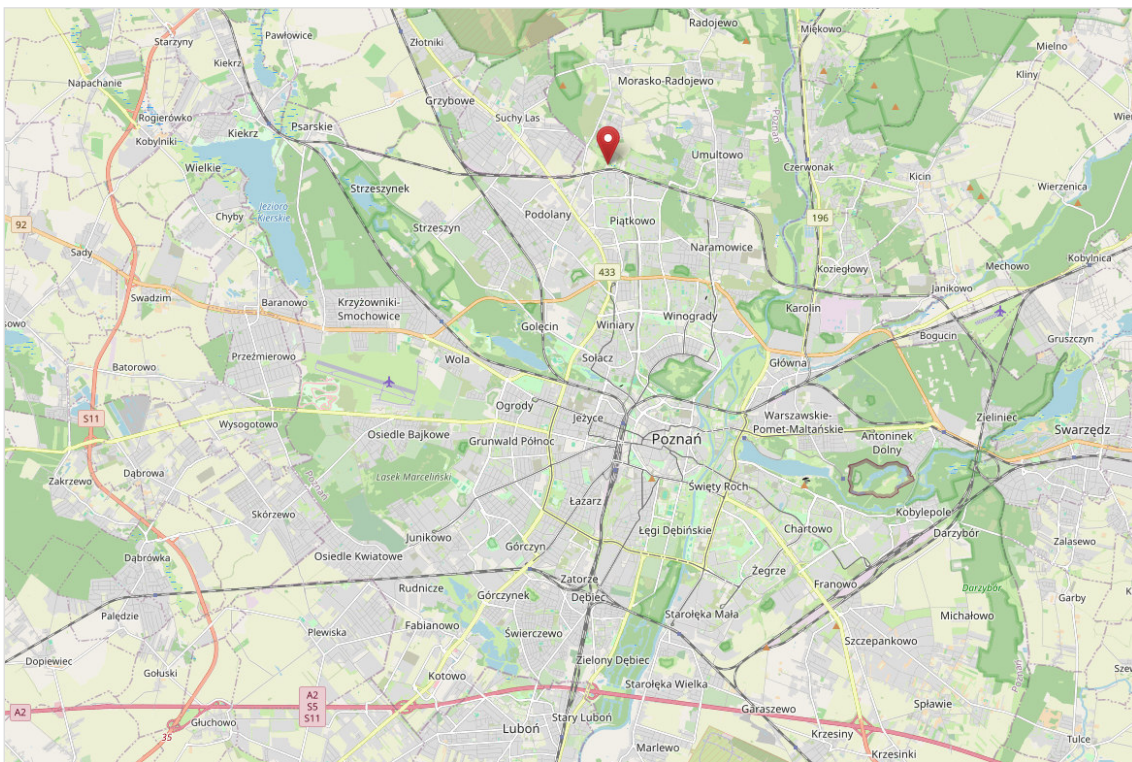 Starzyny
Pawłowice
Złotniki
Radojewo
Miękowo
Mielno
Kiekrz
Napachanie
Morasko-Radojewo
Kliny
Grzybowe
Rogierówko
Kobylniki
Kiekrz
Psarskie
Suchy Las
Poznań
Wielkie
Umultowo
Czerwonak
Kicin
Strzeszynek
Wierzenica
Jezioro
Kierskie
Chyby
Podolany
Piątkowo
196
92
Strzeszyn
Naramowice
Sady
433
Koziegłowy
Mechowo
Kobylnica
Swadzim
Baranowo
Krzyżowniki-
Smochowice
Karolin
Janikowo
Golęcin
Winiary
Winogrady
Bogucin
Gruszczyn
Przeźmierowo
Wola
Sołacz
Główna
Batorowo
Ogrody
Jeżyce
Warszawskie-
Pomet-Maltańskie
Zieliniec
S11
Wysogotowo
Osiedle Bajkowe
Grunwald Północ
Poznań
Antoninek
Dolny
Swarzędz
Dąbrowa
Poznań
Lasek Marceliński
Zakrzewo
Święty Roch
Łazarz
Skórzewo
Kobylepole
Junikowo
Łęgi Dębińskie
Chartowo
Darzybór
Zalasewo
Dąbrówka
Osiedle Kwiatowe
Górczyn
Żegrze
Rudnicze
Zatorze
Franowo
Darzybór
Garby
Górczynek
Dębiec
Palędzie
Starołęka Mała
Michałowo
Plewiska
Fabianowo
Świerczewo
Szczepankowo
Dopiewiec
Zielony Dębiec
Gołuski
Kotowo
Starołęka Wielka
Poznań
A2
S5
S11
A2
Garaszewo
Spławie
Głuchowo
Stary Luboń
35
Luboń
Krzesiny
Tulce
Marlewo
Krzesinki